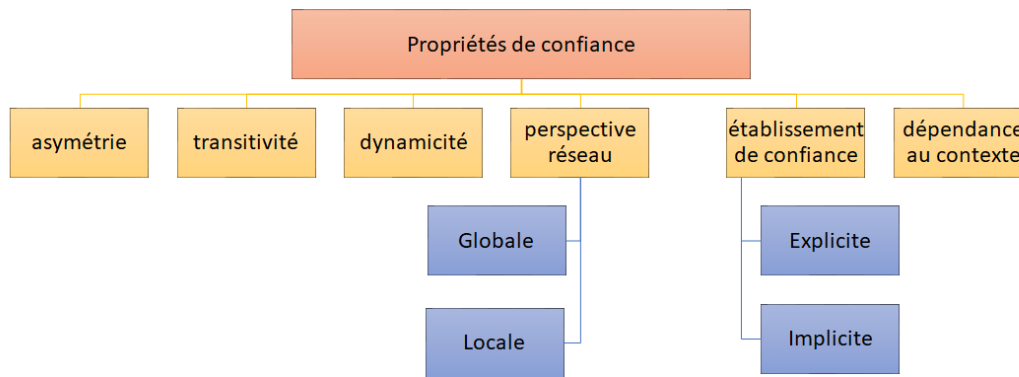 Propriétés de confiance
asymétrie
transitivité
dynamicité
perspective
réseau
établissement
de confiance
dépendance
au contexte
Globale
Explicite
Locale
Implicite